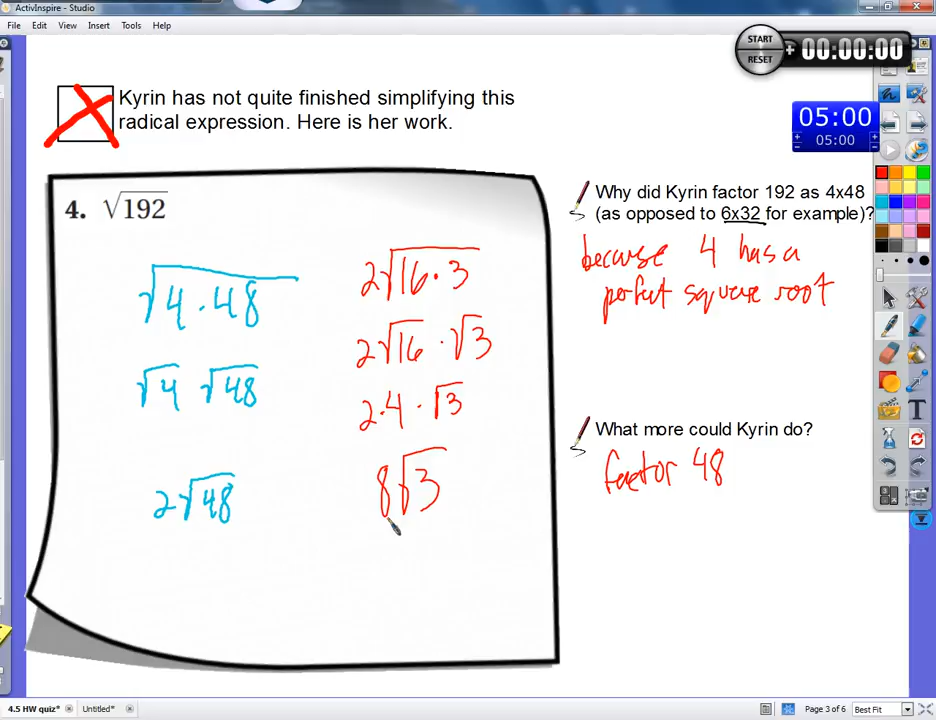 ActivInspire - Studio
File Edit View Insert Tools Help
START
RESET
+ 00:00:00
05:00
05:00
Kyrin has not quite finished simplifying this
radical expression. Here is her work.
4. √192
√4·48
√4 √48
2√48
2√16·3
2√16 · √3
2·4 · √3
8√3
Why did Kyrin factor 192 as 4x48
(as opposed to 6x32 for example)?
because 4 has a
perfect square root
What more could Kyrin do?
factor 48
4.5 HW quiz* Untitled* Page 3 of 6 Best Fit